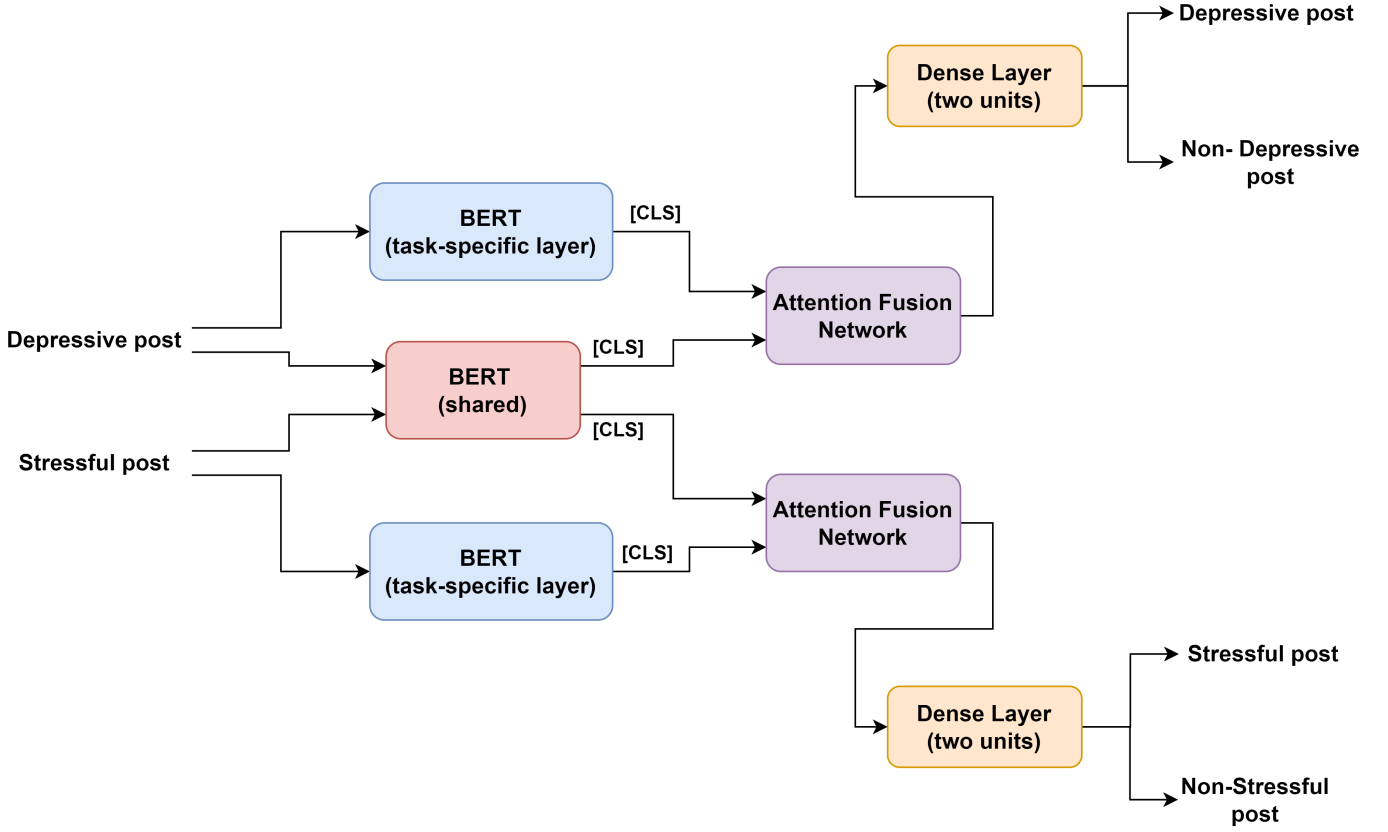 Depressive post
Dense Layer
(two units)
Non- Depressive
post
BERT
(task-specific layer)
[CLS]
Attention Fusion
Network
Depressive post
BERT
(shared)
[CLS]
[CLS]
Stressful post
Attention Fusion
Network
BERT
(task-specific layer)
[CLS]
Dense Layer
(two units)
Stressful post
Non-Stressful
post